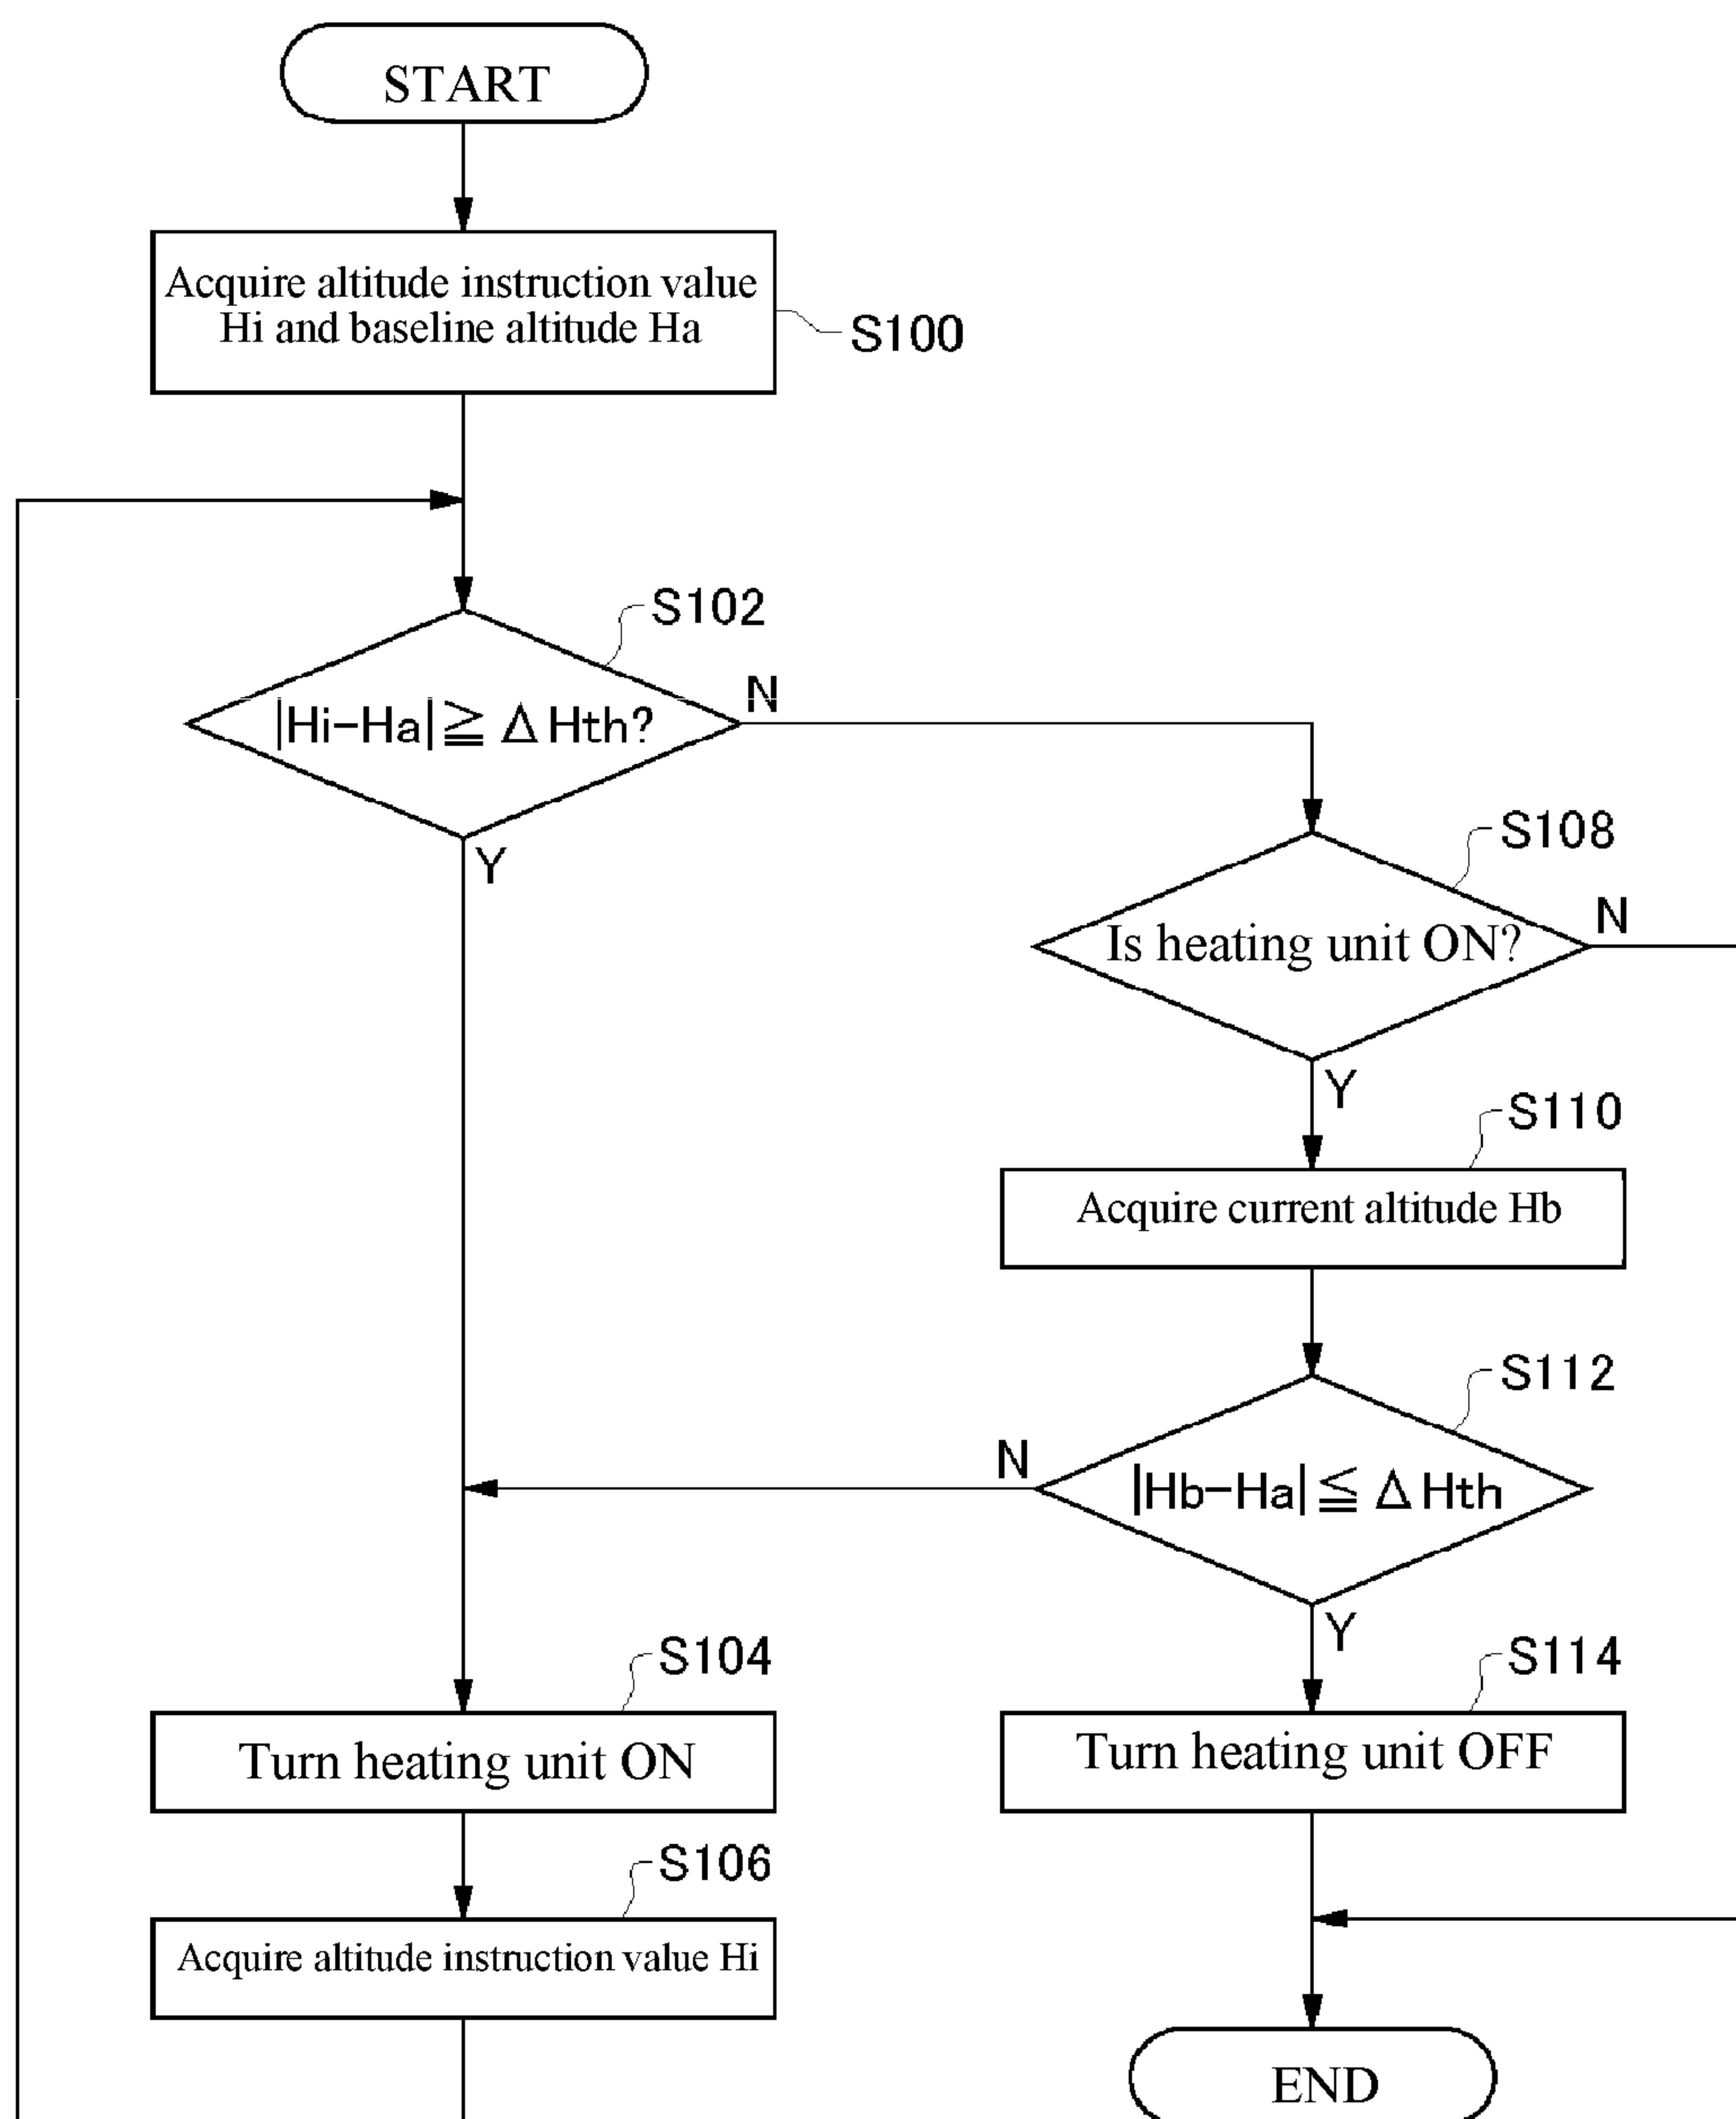 START
Acquire altitude instruction value
Hi and baseline altitude Ha
S100
S102
|Hi-Ha|≧ΔHth?
N
Y
S108
Is heating unit ON?
N
Y
S110
Acquire current altitude Hb
S112
|Hb-Ha|≦ΔHth
N
Y
S104
Turn heating unit ON
S114
Turn heating unit OFF
S106
Acquire altitude instruction value Hi
END